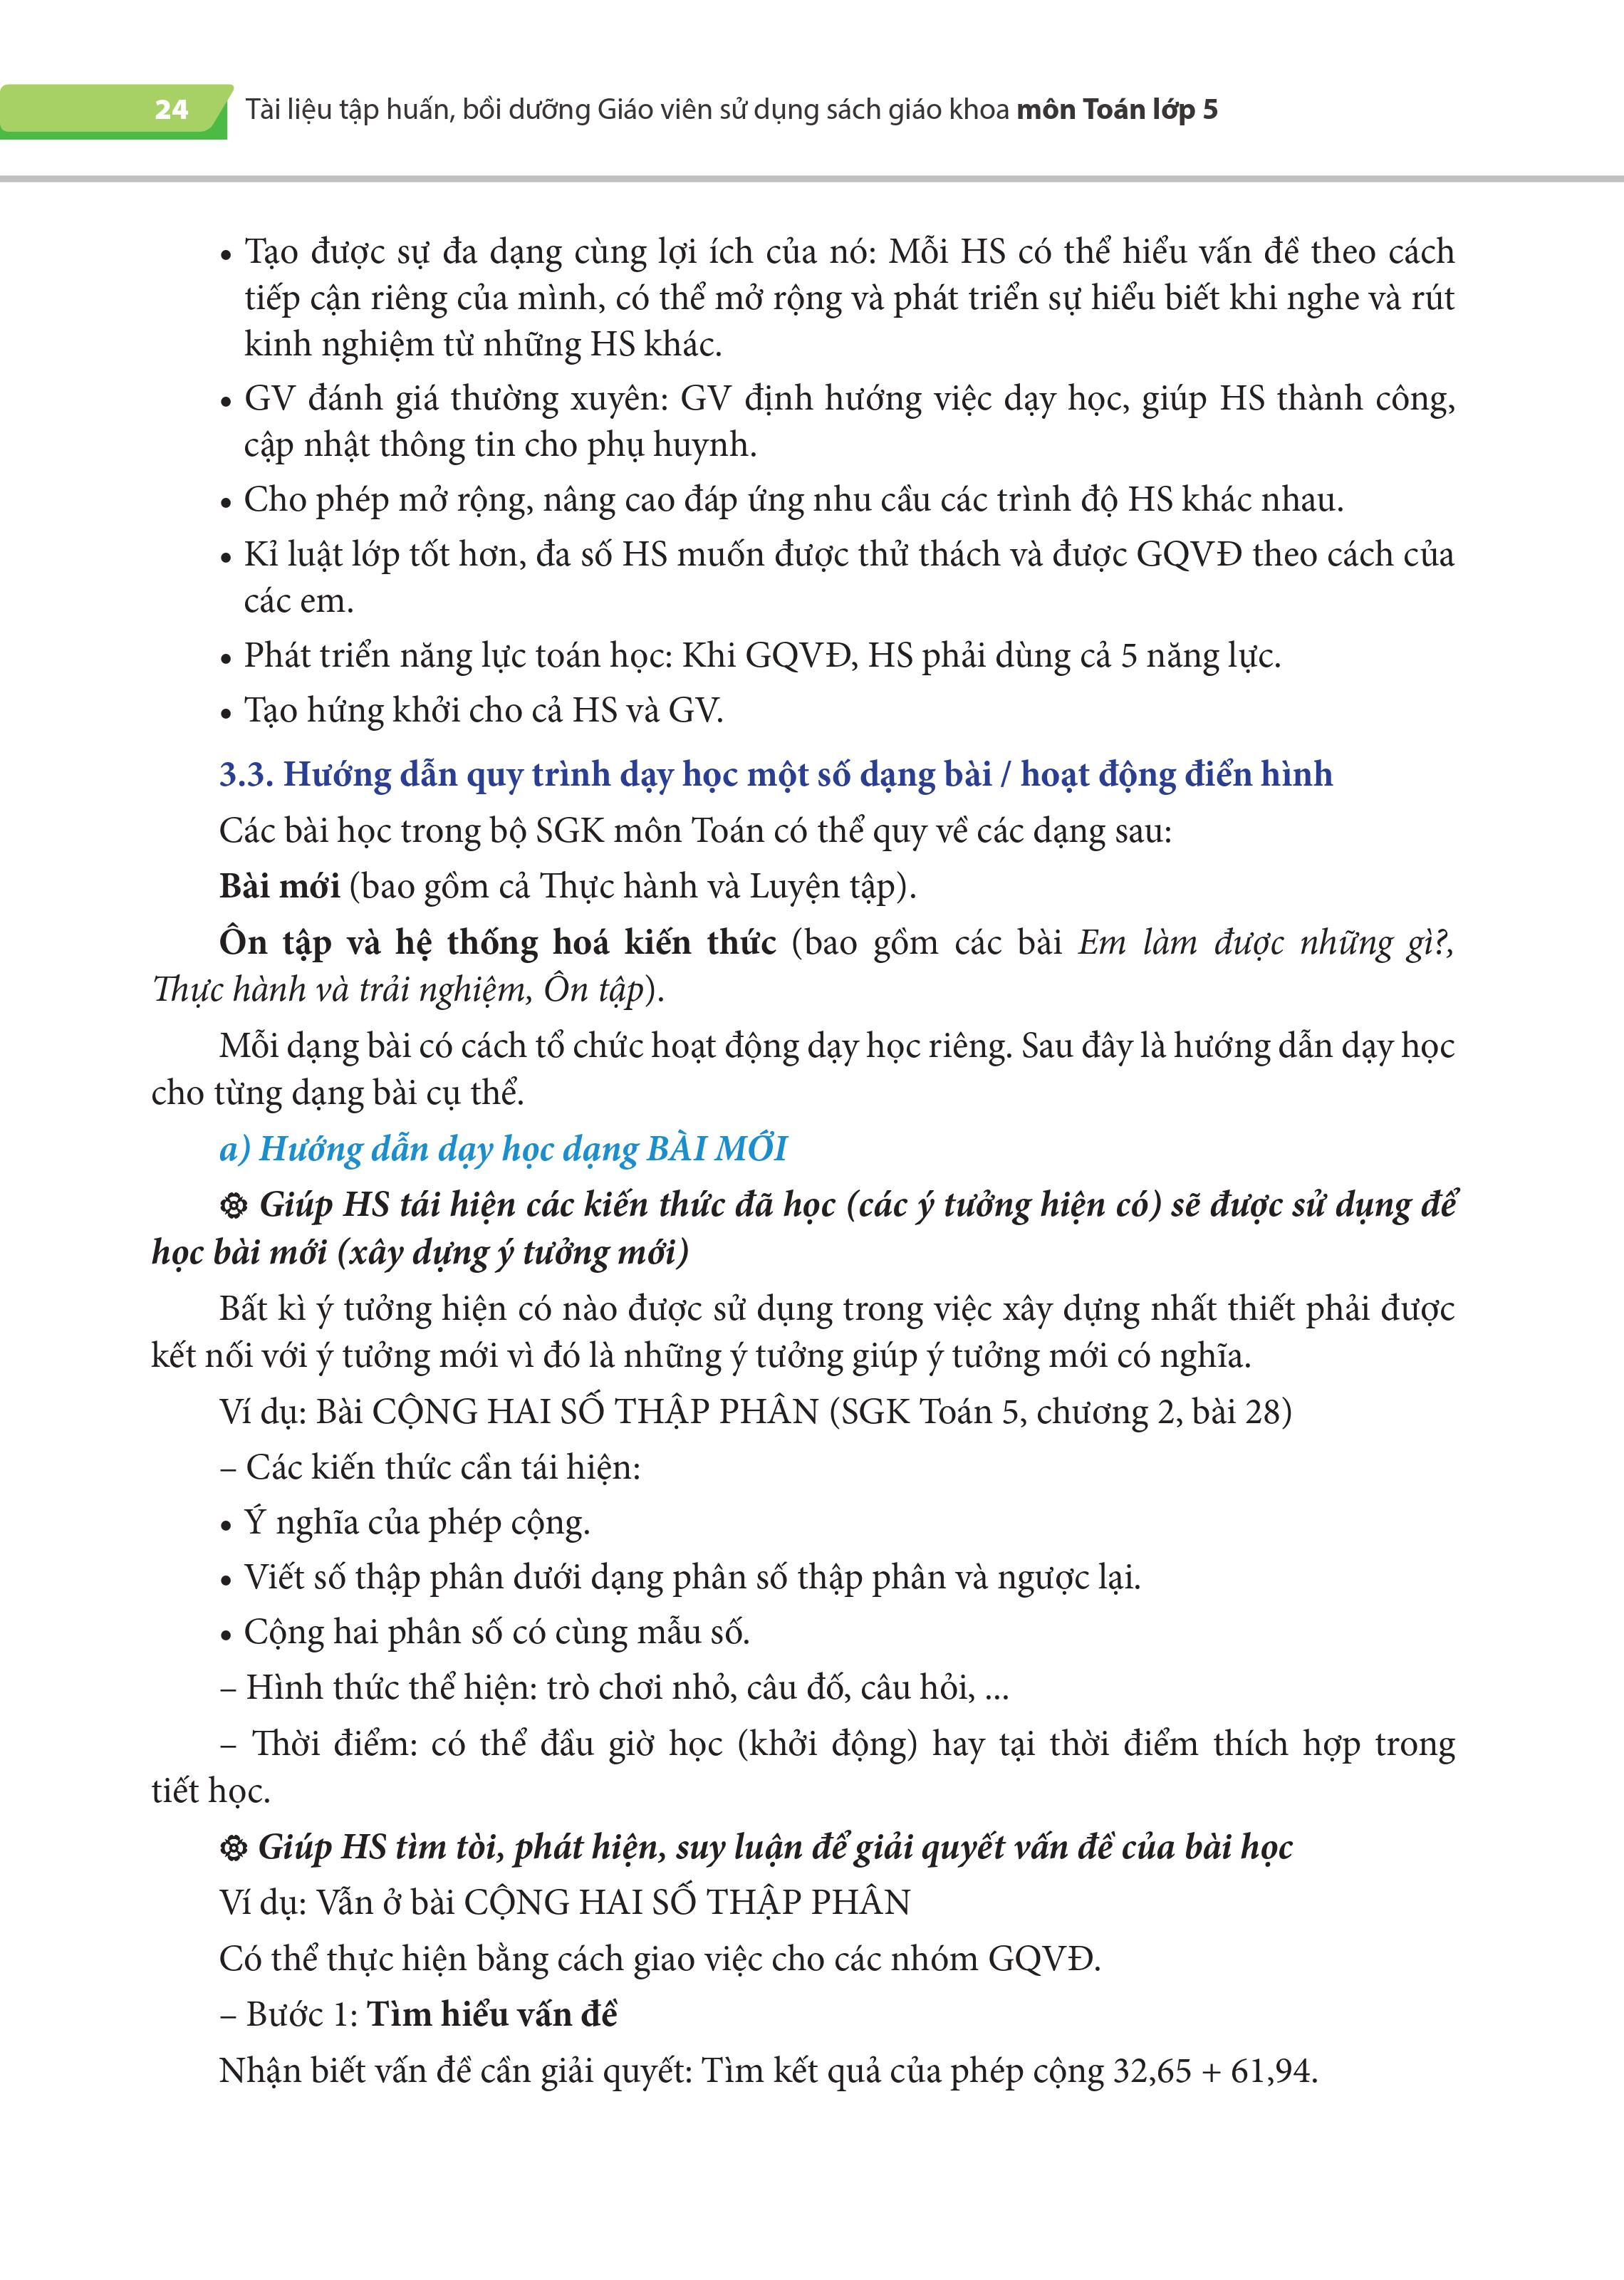 24 Tài liệu tập huấn, bồi dưỡng Giáo viên sử dụng sách giáo khoa môn Toán lớp 5
• Tạo được sự đa dạng cùng lợi ích của nó: Mỗi HS có thể hiểu vấn đề theo cách
tiếp cận riêng của mình, có thể mở rộng và phát triển sự hiểu biết khi nghe và rút
kinh nghiệm từ những HS khác.
• GV đánh giá thường xuyên: GV định hướng việc dạy học, giúp HS thành công,
cập nhật thông tin cho phụ huynh.
• Cho phép mở rộng, nâng cao đáp ứng nhu cầu các trình độ HS khác nhau.
• Kỉ luật lớp tốt hơn, đa số HS muốn được thử thách và được GQVĐ theo cách của
các em.
• Phát triển năng lực toán học: Khi GQVĐ, HS phải dùng cả 5 năng lực.
• Tạo hứng khởi cho cả HS và GV.
3.3. Hướng dẫn quy trình dạy học một số dạng bài / hoạt động điển hình
Các bài học trong bộ SGK môn Toán có thể quy về các dạng sau:
Bài mới (bao gồm cả Thực hành và Luyện tập).
Ôn tập và hệ thống hoá kiến thức (bao gồm các bài Em làm được những gì?,
Thực hành và trải nghiệm, Ôn tập).
Mỗi dạng bài có cách tổ chức hoạt động dạy học riêng. Sau đây là hướng dẫn dạy học
cho từng dạng bài cụ thể.
a) Hướng dẫn dạy học dạng BÀI MỚI
Giúp HS tái hiện các kiến thức đã học (các ý tưởng hiện có) sẽ được sử dụng để
học bài mới (xây dựng ý tưởng mới)
Bất kì ý tưởng hiện có nào được sử dụng trong việc xây dựng nhất thiết phải được
kết nối với ý tưởng mới vì đó là những ý tưởng giúp ý tưởng mới có nghĩa.
Ví dụ: Bài CỘNG HAI SỐ THẬP PHÂN (SGK Toán 5, chương 2, bài 28)
– Các kiến thức cần tái hiện:
• Ý nghĩa của phép cộng.
• Viết số thập phân dưới dạng phân số thập phân và ngược lại.
• Cộng hai phân số có cùng mẫu số.
– Hình thức thể hiện: trò chơi nhỏ, câu đố, câu hỏi, ...
– Thời điểm: có thể đầu giờ học (khởi động) hay tại thời điểm thích hợp trong
tiết học.
Giúp HS tìm tòi, phát hiện, suy luận để giải quyết vấn đề của bài học
Ví dụ: Vẫn ở bài CỘNG HAI SỐ THẬP PHÂN
Có thể thực hiện bằng cách giao việc cho các nhóm GQVĐ.
– Bước 1: Tìm hiểu vấn đề
Nhận biết vấn đề cần giải quyết: Tìm kết quả của phép cộng 32,65 + 61,94.